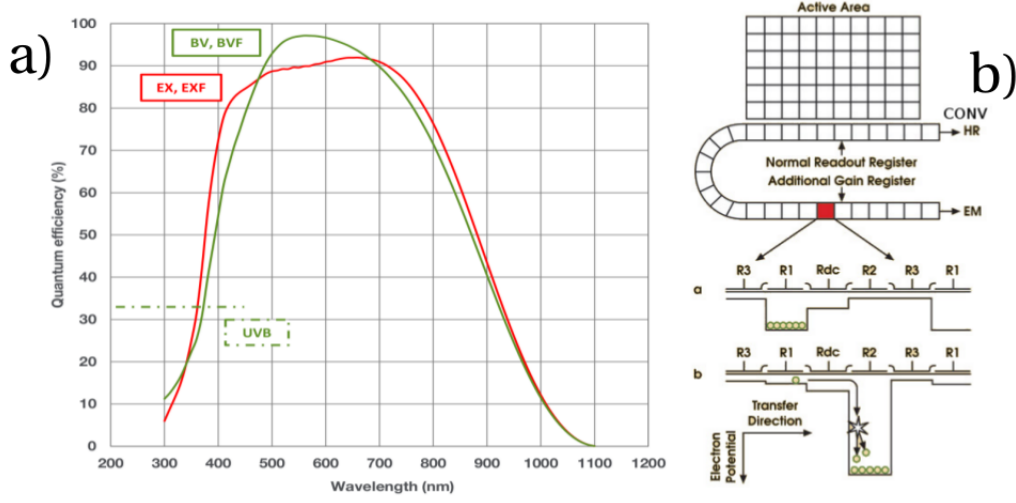 a)
100
90
80
70
60
50
40
30
20
10
0
Quantum efficiency (%)
BV, BVF
EX, EXF
UVB
200 300 400 500 600 700 800 900 1000 1100 1200
Wavelength (nm)
b)
Active Area
CONV
HR
Normal Readout Register
Additional Gain Register
EM
R3 R1 Rdc R2 R3 R1
a
R3 R1 Rdc R2 R3 R1
b
Transfer
Direction
Electron
Potential